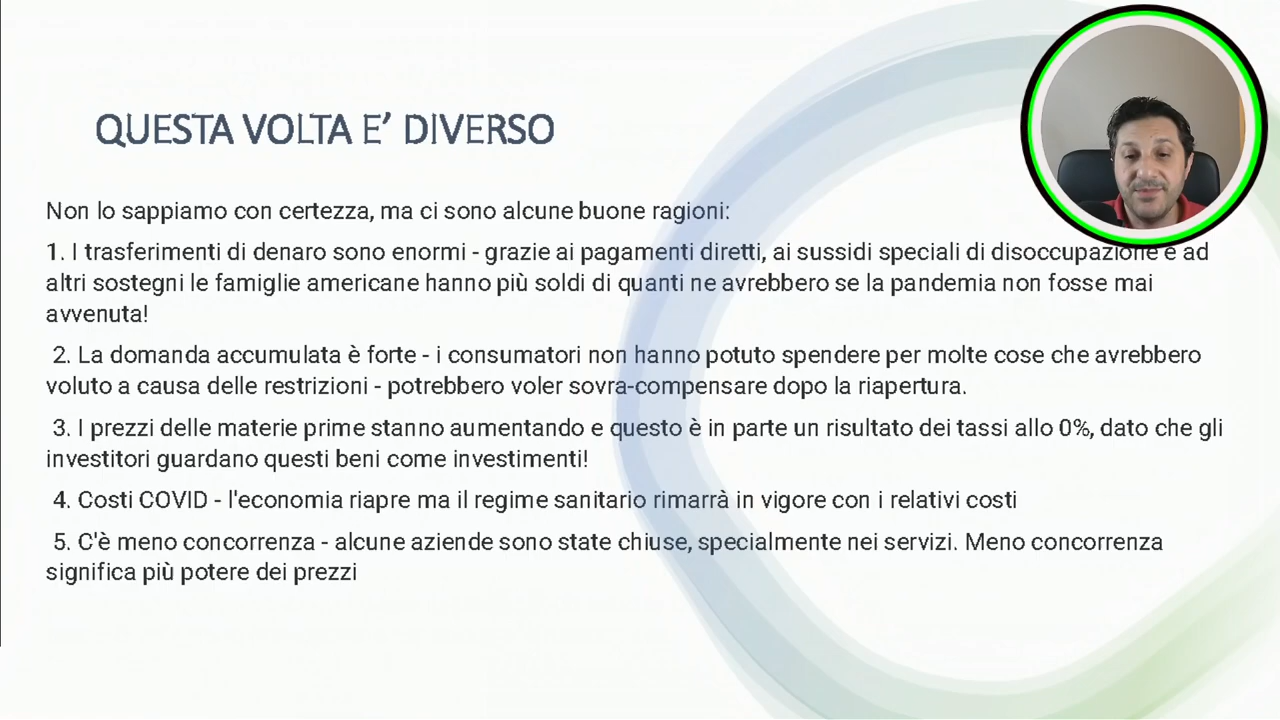 QUESTA VOLTA E’ DIVERSO
Non lo sappiamo con certezza, ma ci sono alcune buone ragioni:
1. I trasferimenti di denaro sono enormi - grazie ai pagamenti diretti, ai sussidi speciali di disoccupazione e ad
altri sostegni le famiglie americane hanno più soldi di quanti ne avrebbero se la pandemia non fosse mai
avvenuta!
2. La domanda accumulata è forte - i consumatori non hanno potuto spendere per molte cose che avrebbero
voluto a causa delle restrizioni - potrebbero voler sovra-compensare dopo la riapertura.
3. I prezzi delle materie prime stanno aumentando e questo è in parte un risultato dei tassi allo 0%, dato che gli
investitori guardano questi beni come investimenti!
4. Costi COVID - l'economia riapre ma il regime sanitario rimarrà in vigore con i relativi costi
5. C'è meno concorrenza - alcune aziende sono state chiuse, specialmente nei servizi. Meno concorrenza
significa più potere dei prezzi